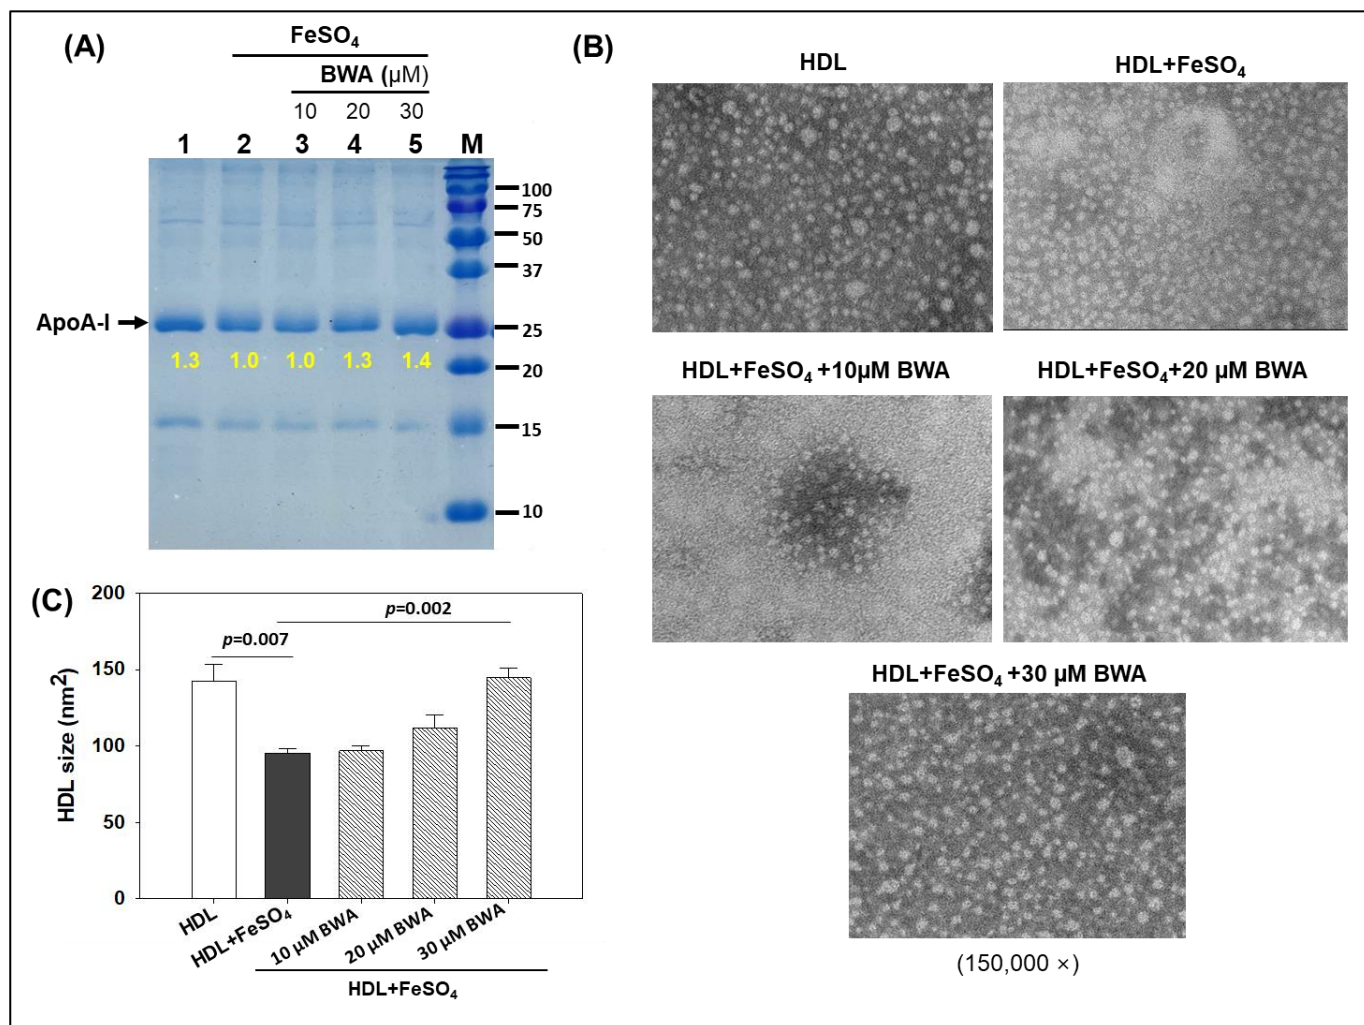 (A)
FeSO₄
BWA (µM)
10 20 30
1 2 3 4 5 M
100
75
50
37
ApoA-I
25
1.3 1.0 1.0 1.3 1.4
20
15
10
(B)
HDL
HDL+FeSO₄
HDL+FeSO₄ +10µM BWA
HDL+FeSO₄+20 µM BWA
HDL+FeSO₄ +30 µM BWA
(150,000 ×)
(C)
HDL size (nm²)
200
150
100
50
0
p=0.007
p=0.002
HDL
HDL+FeSO₄
10 µM BWA
20 µM BWA
30 µM BWA
HDL+FeSO₄